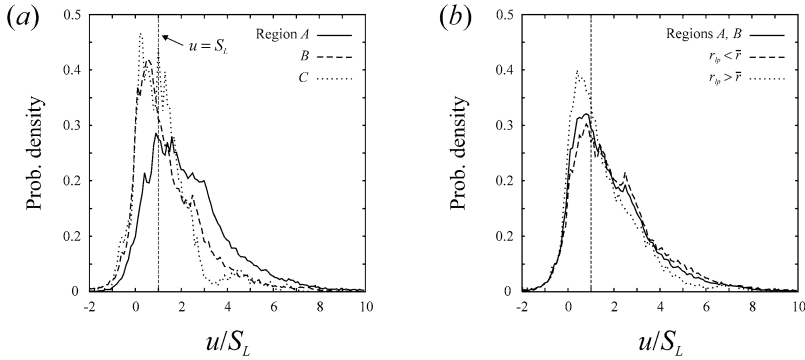 (a)
0.5
0.4
0.3
0.2
0.2
0
Prob. density
-2 0 2 4 6 8 10
u/S_L
u = S_L
Region A
B
C
(b)
0.5
0.4
0.3
0.2
0.2
0
Prob. density
-2 0 2 4 6 8 10
u/S_L
Regions A, B
r_lp < r̅
r_lp > r̅